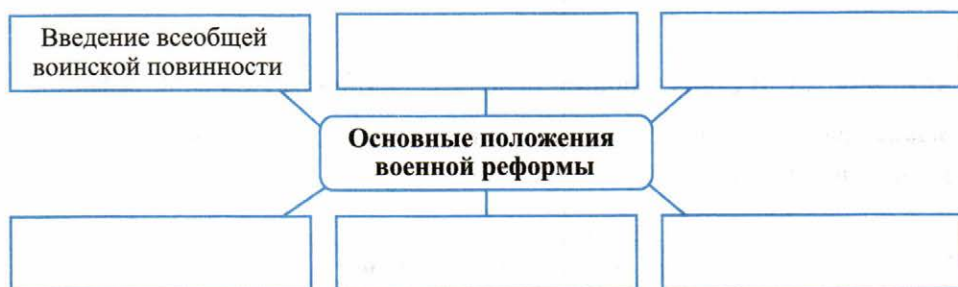 Введение всеобщей
воинской повинности
Основные положения
военной реформы